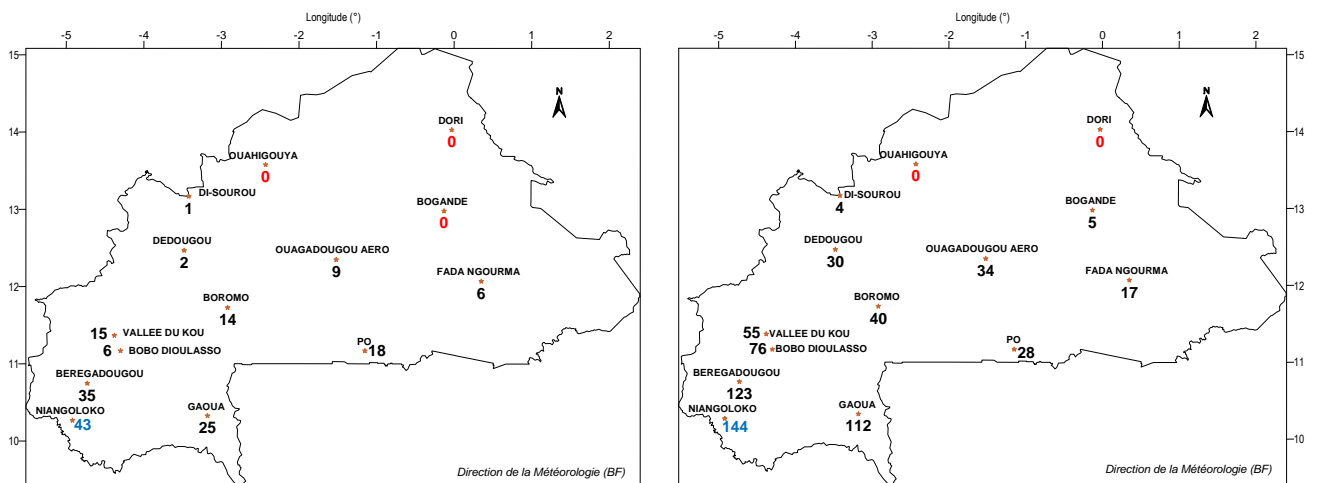 Longitude (°)
-5 -4 -3 -2 -1 0 1 2
15
14
13
12
11
10
N
DORI
0
OUAHIGOUYA
0
DI-SOUROU
1
BOGANDE
0
DEDOUGOU
2
OUAGADOUGOU AERO
9
FADA NGOURMA
6
BOROMO
14
15 VALLEE DU KOU
6 BOBO DIOULASSO
PO
18
BEREGADOUGOU
35
NIANGOLOKO
43
GAOUA
25
Direction de la Météorologie (BF)
Longitude (°)
-5 -4 -3 -2 -1 0 1 2
15
14
13
12
11
10
N
DORI
0
OUAHIGOUYA
0
DI-SOUROU
4
BOGANDE
5
DEDOUGOU
30
OUAGADOUGOU AERO
34
FADA NGOURMA
17
BOROMO
40
55 VALLEE DU KOU
76 BOBO DIOULASSO
PO
28
BEREGADOUGOU
123
NIANGOLOKO
144
GAOUA
112
Direction de la Météorologie (BF)